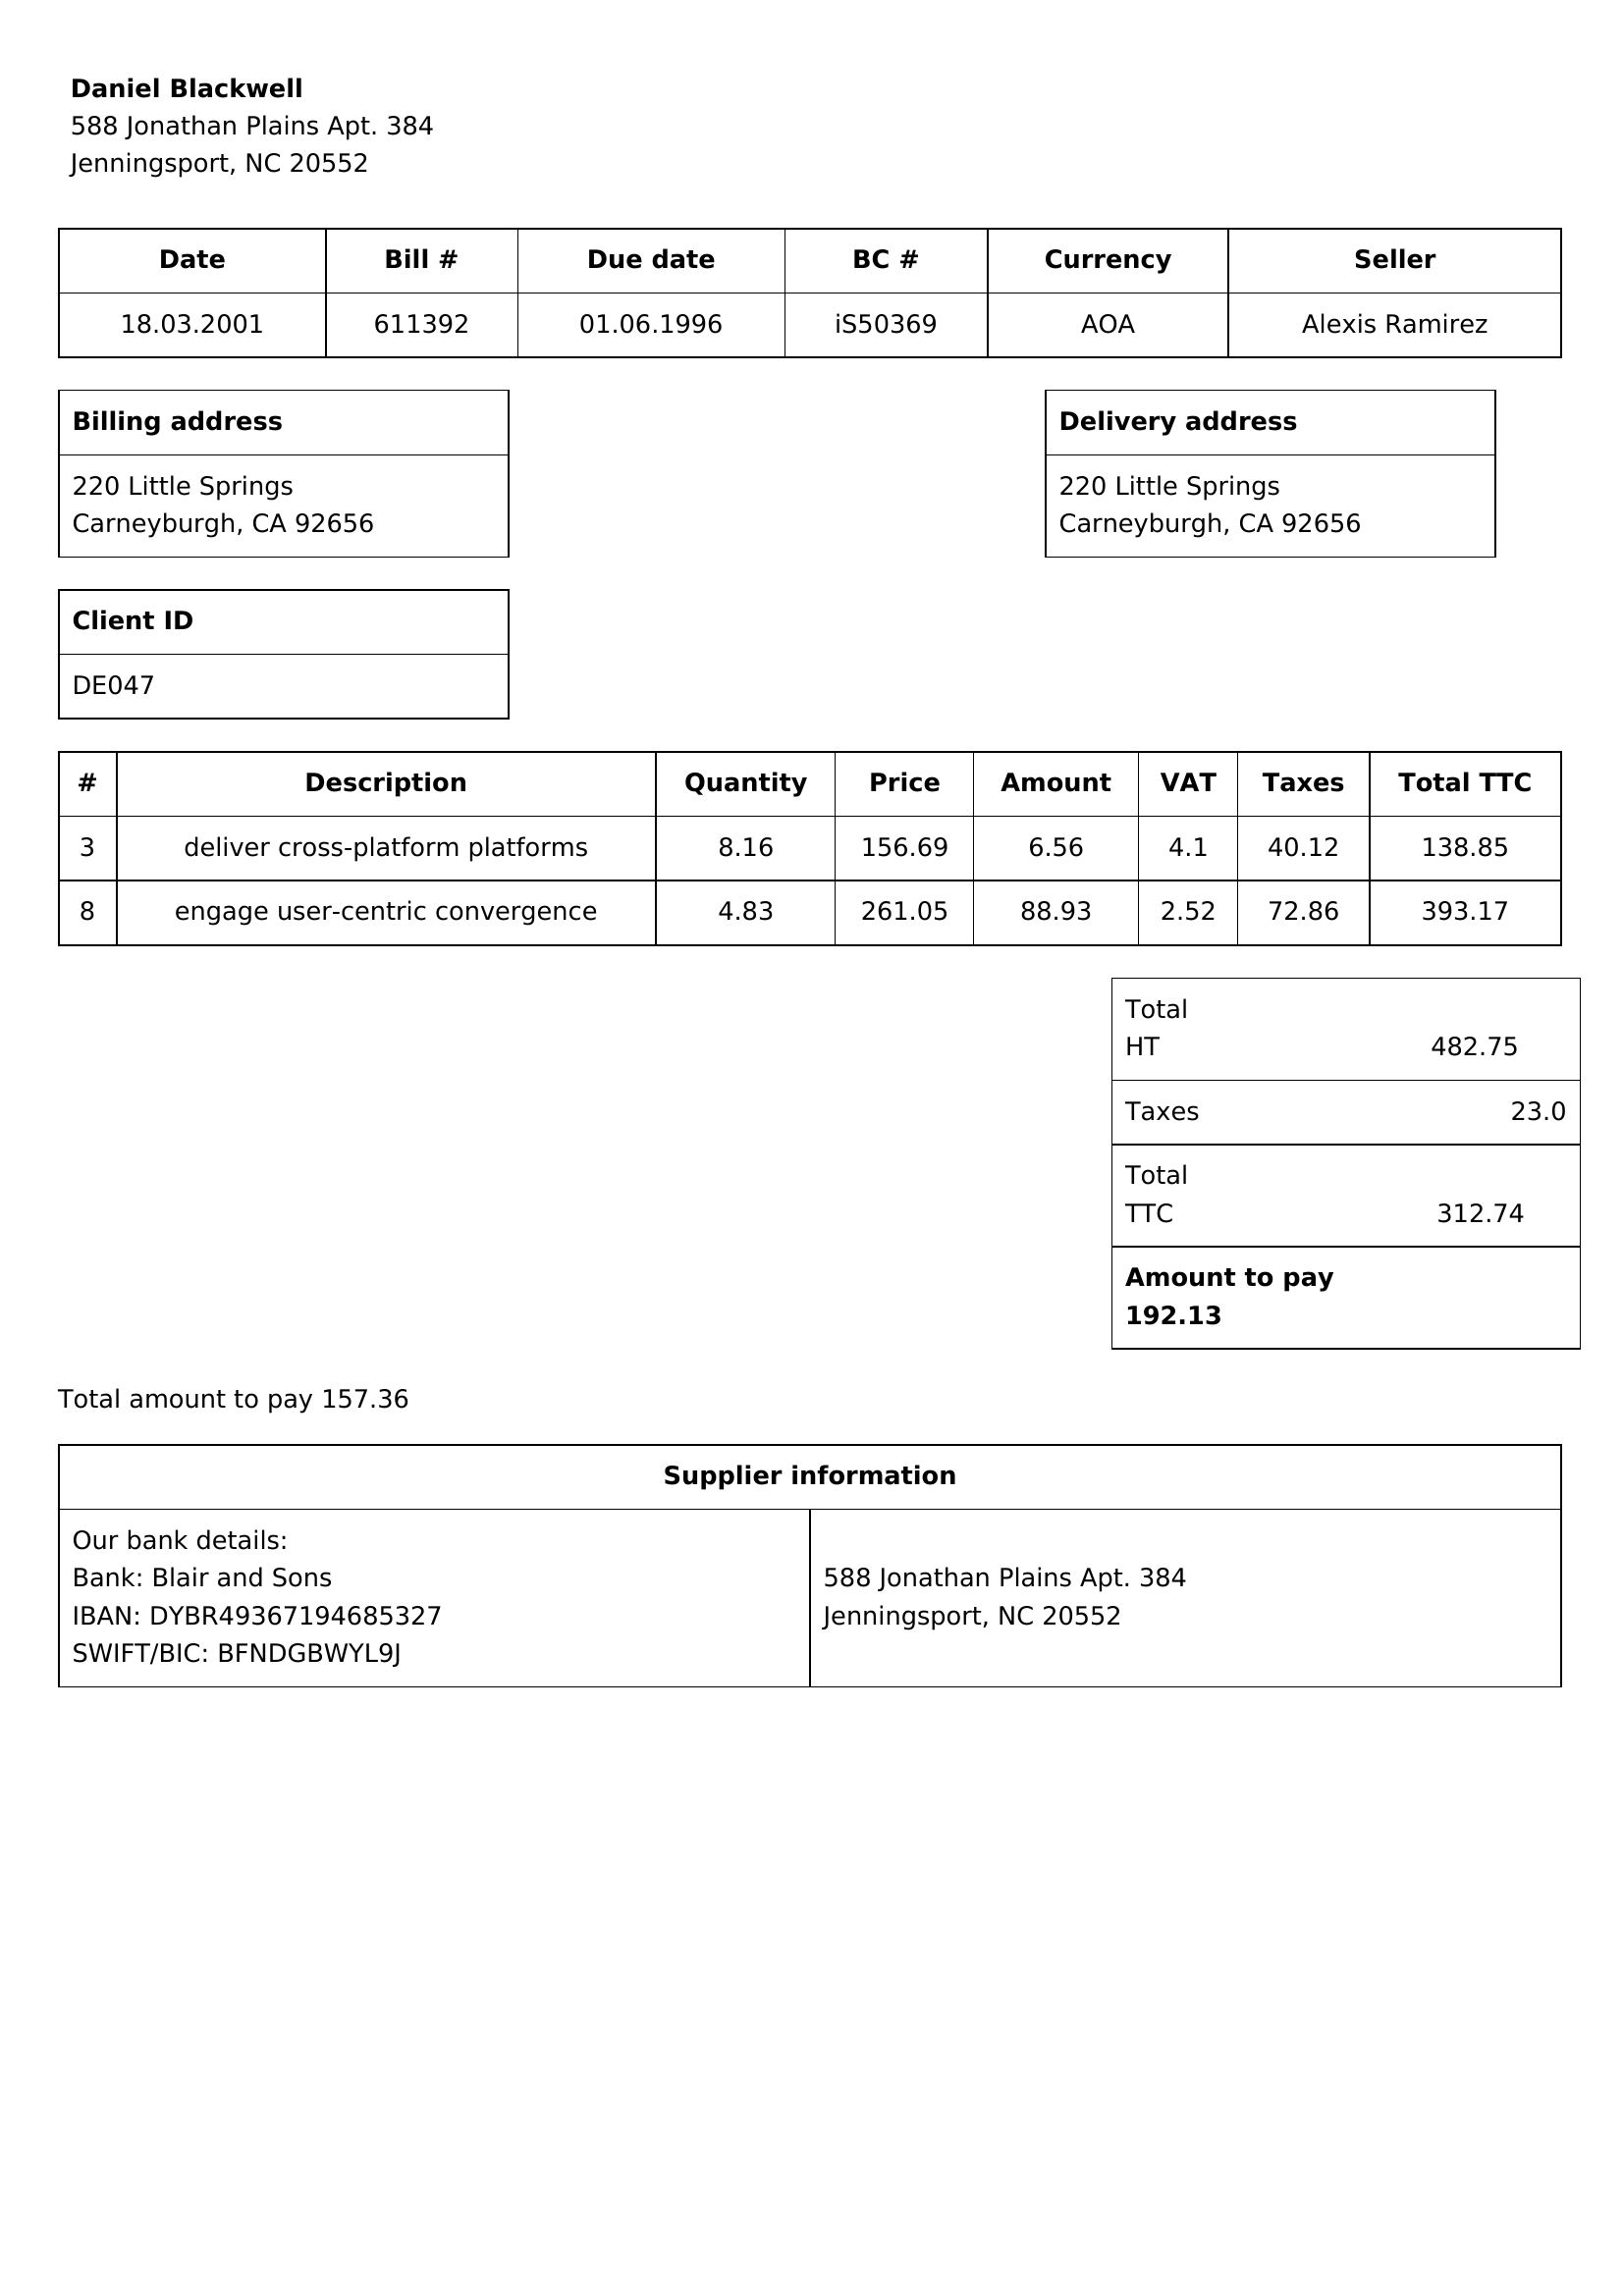 Daniel Blackwell
588 Jonathan Plains Apt. 384
Jenningsport, NC 20552
Date Bill # Due date BC # Currency Seller
18.03.2001 611392 01.06.1996 iS50369 AOA Alexis Ramirez
Billing address
220 Little Springs
Carneyburgh, CA 92656
Delivery address
220 Little Springs
Carneyburgh, CA 92656
Client ID
DE047
# Description Quantity Price Amount VAT Taxes Total TTC
3 deliver cross-platform platforms 8.16 156.69 6.56 4.1 40.12 138.85
8 engage user-centric convergence 4.83 261.05 88.93 2.52 72.86 393.17
Total
HT 482.75
Taxes 23.0
Total
TTC 312.74
Amount to pay
192.13
Total amount to pay 157.36
Supplier information
Our bank details:
Bank: Blair and Sons
IBAN: DYBR49367194685327
SWIFT/BIC: BFNDGBWYL9J
588 Jonathan Plains Apt. 384
Jenningsport, NC 20552